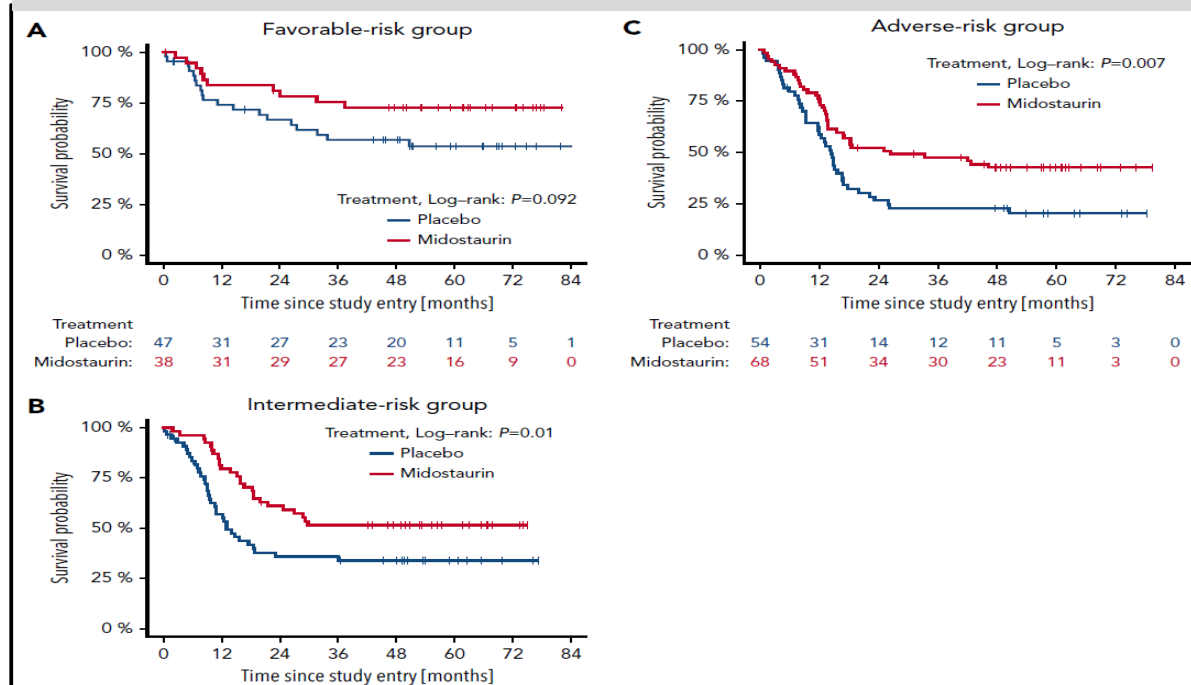 A
Favorable-risk group
100 %
75 %
50 %
25 %
0 %
Survival probability
Treatment, Log–rank: P=0.092
Placebo
Midostaurin
0 12 24 36 48 60 72 84
Time since study entry [months]
Treatment
Placebo: 47 31 27 23 20 11 5 1
Midostaurin: 38 31 29 27 23 16 9 0
B
Intermediate-risk group
100 %
75 %
50 %
25 %
0 %
Survival probability
Treatment, Log–rank: P=0.01
Placebo
Midostaurin
0 12 24 36 48 60 72 84
Time since study entry [months]
C
Adverse-risk group
100 %
75 %
50 %
25 %
0 %
Survival probability
Treatment, Log–rank: P=0.007
Placebo
Midostaurin
0 12 24 36 48 60 72 84
Time since study entry [months]
Treatment
Placebo: 54 31 14 12 11 5 3 0
Midostaurin: 68 51 34 30 23 11 3 0